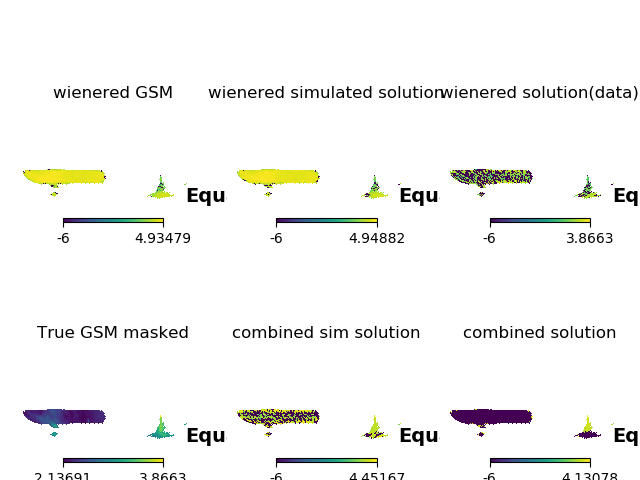 wienered GSM wienered simulated solution wienered solution(data)
Equ Equ Eq
-6 4.93479 -6 4.94882 -6 3.8663
True GSM masked combined sim solution combined solution
Equ Equ Eq
2.13691 3.8663 -6 4.45167 -6 4.13078